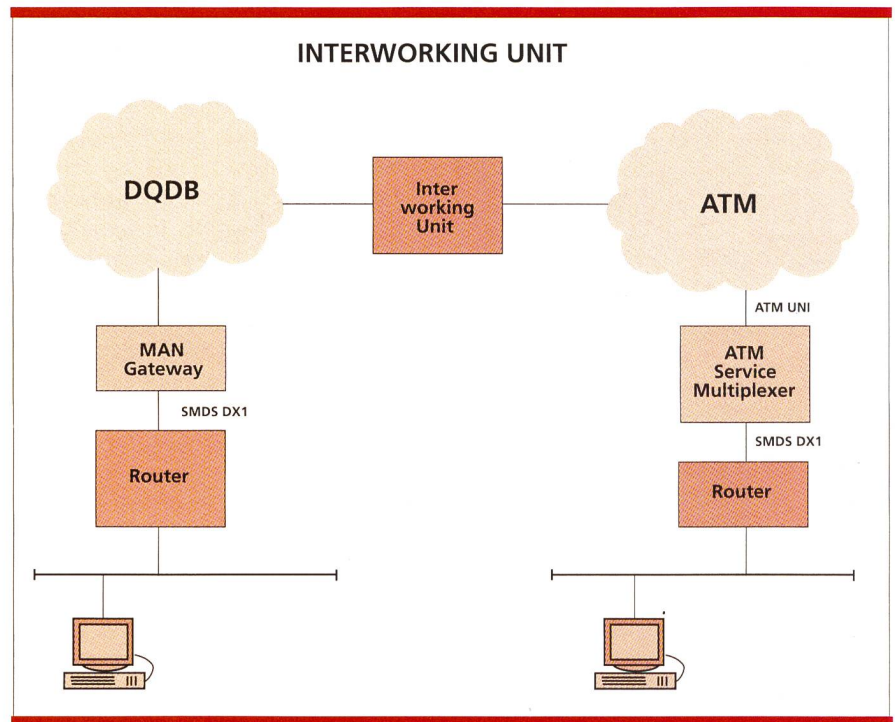 INTERWORKING UNIT
DQDB
Inter
working
Unit
ATM
ATM UNI
MAN
Gateway
ATM
Service
Multiplexer
SMDS DX1
SMDS DX1
Router
Router